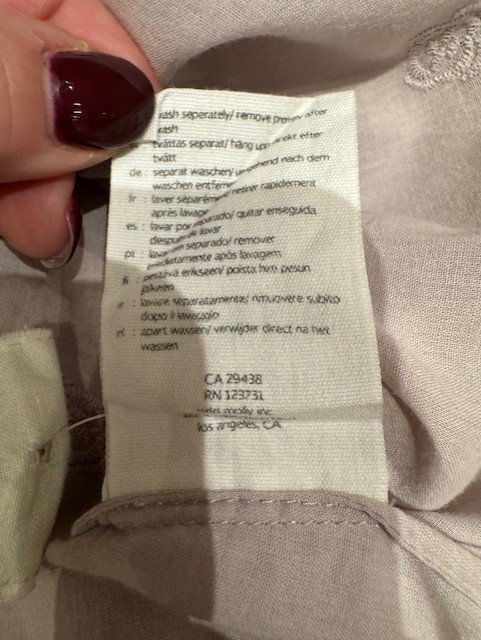 wash seperately/ remove promptly after
wash
tvättas separat/ häng upp direkt efter
tvätt
de : separat waschen/ umgehend nach dem
waschen entfernen
fr : laver séparément/ retirer rapidement
après lavage
es : lavar por separado/ quitar enseguida
después de lavar
pt : lavar em separado/ remover
imediatamente após lavagem
fi : pestävä erikseen/ poista heti pesun
jälkeen
lavare separatamente/ rimuovere subito
dopo il lavaggio
nl : apart wassen/ verwijder direct na het
wassen
CA 29438
RN 123731
molly inc
los angeles, CA